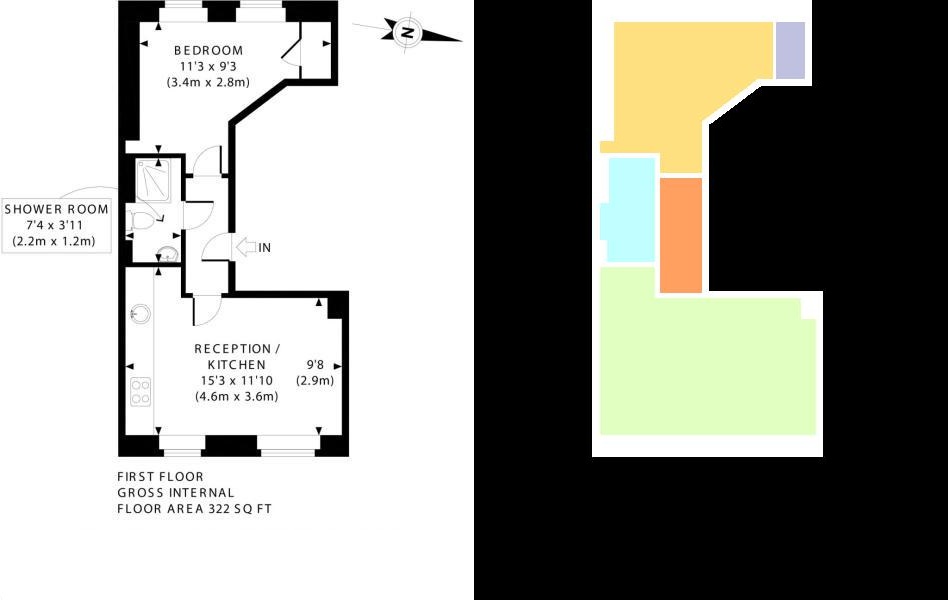 N
BEDROOM
11'3 x 9'3
(3.4m x 2.8m)
SHOWER ROOM
7'4 x 3'11
(2.2m x 1.2m)
IN
RECEPTION /
KITCHEN
15'3 x 11'10
(4.6m x 3.6m)
9'8
(2.9m)
FIRST FLOOR
GROSS INTERNAL
FLOOR AREA 322 SQ FT